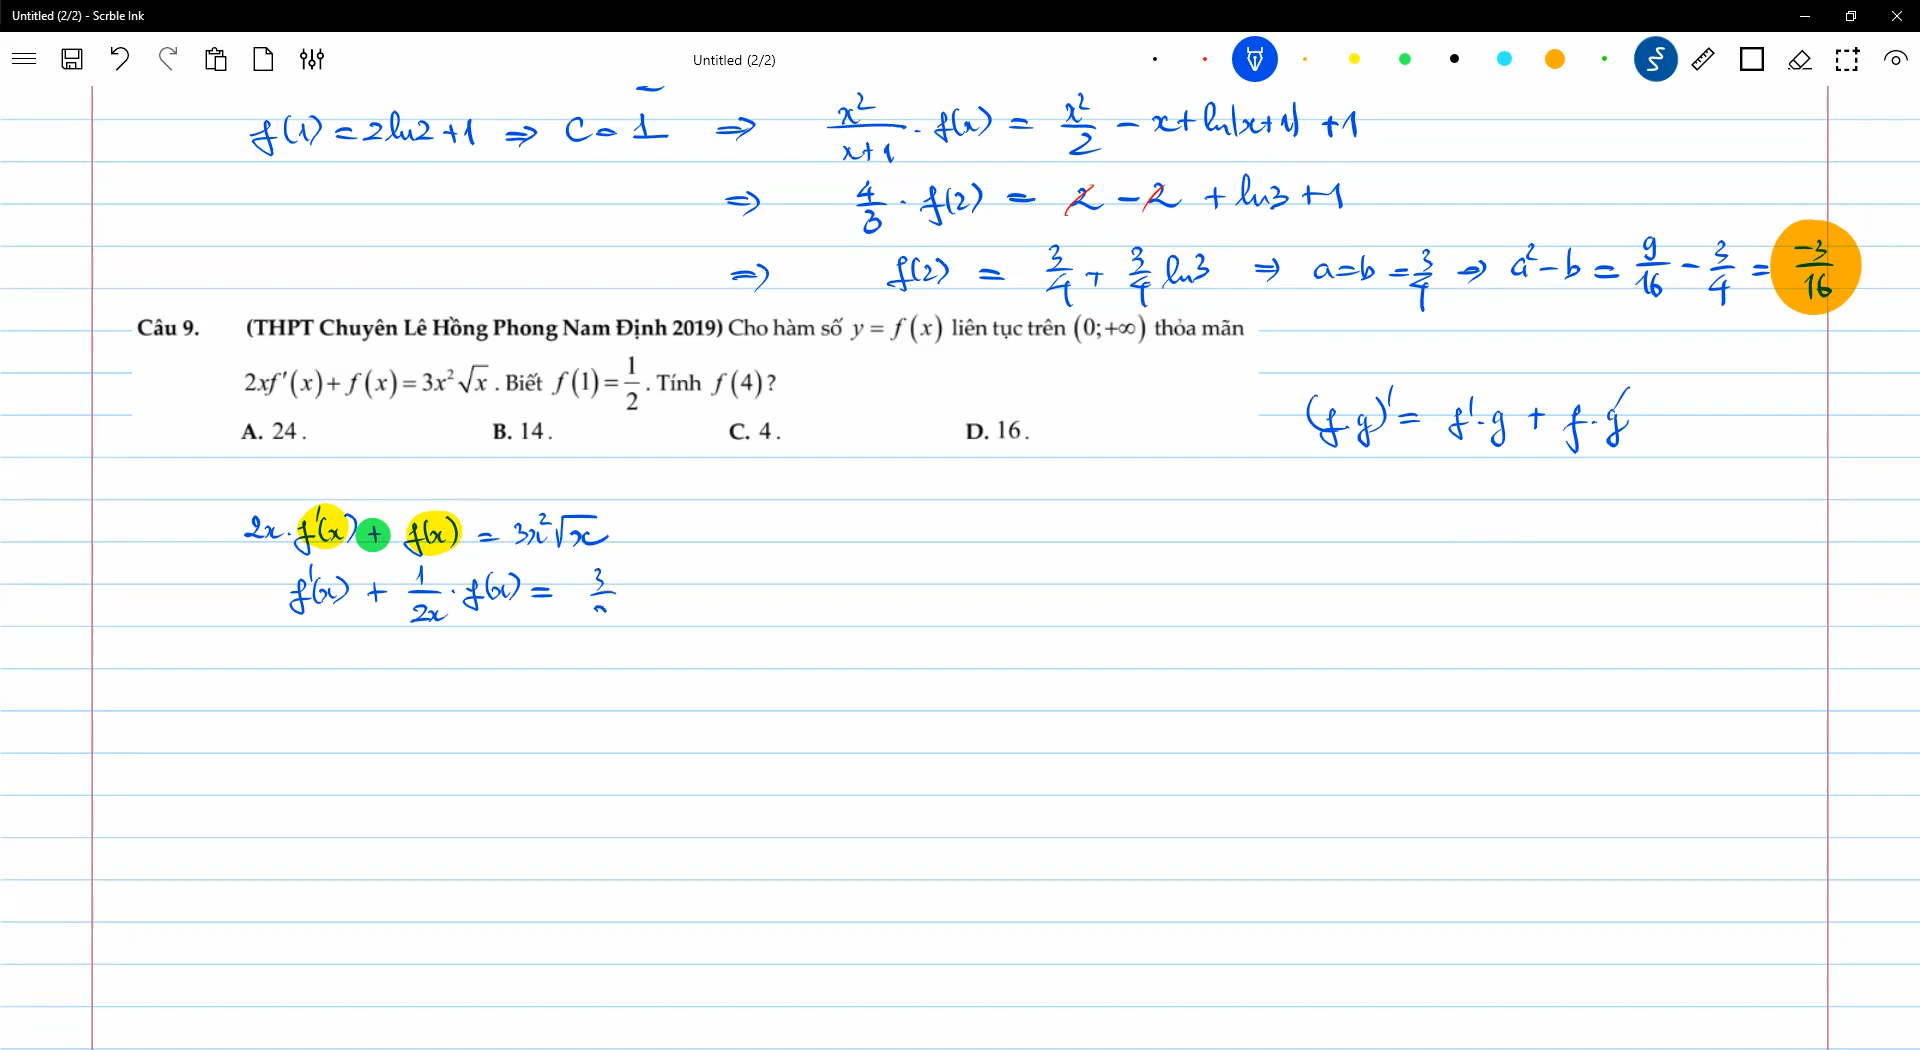 Untitled (2/2) - Scrble Ink
Untitled (2/2)
f(1) = 2ln2 + 1 ⇒ C = 1 ⇒ x²/(x+1) · f(x) = x²/2 − x + ln|x+1| + 1
⇒ 4/3 · f(2) = 2 − 2 + ln3 + 1
⇒ f(2) = 3/4 + 3/4 ln3 ⇒ a = b = 3/4 ⇒ a² − b = 9/16 − 3/4 = −3/16
Câu 9. (THPT Chuyên Lê Hồng Phong Nam Định 2019) Cho hàm số y = f(x) liên tục trên (0;+∞) thỏa mãn
2xf'(x) + f(x) = 3x²√x. Biết f(1) = 1/2. Tính f(4)?
(f.g)' = f'.g + f.g'
A. 24. B. 14. C. 4. D. 16.
2x.f'(x) + f(x) = 3x²√x
f'(x) + 1/2x · f(x) = 3/